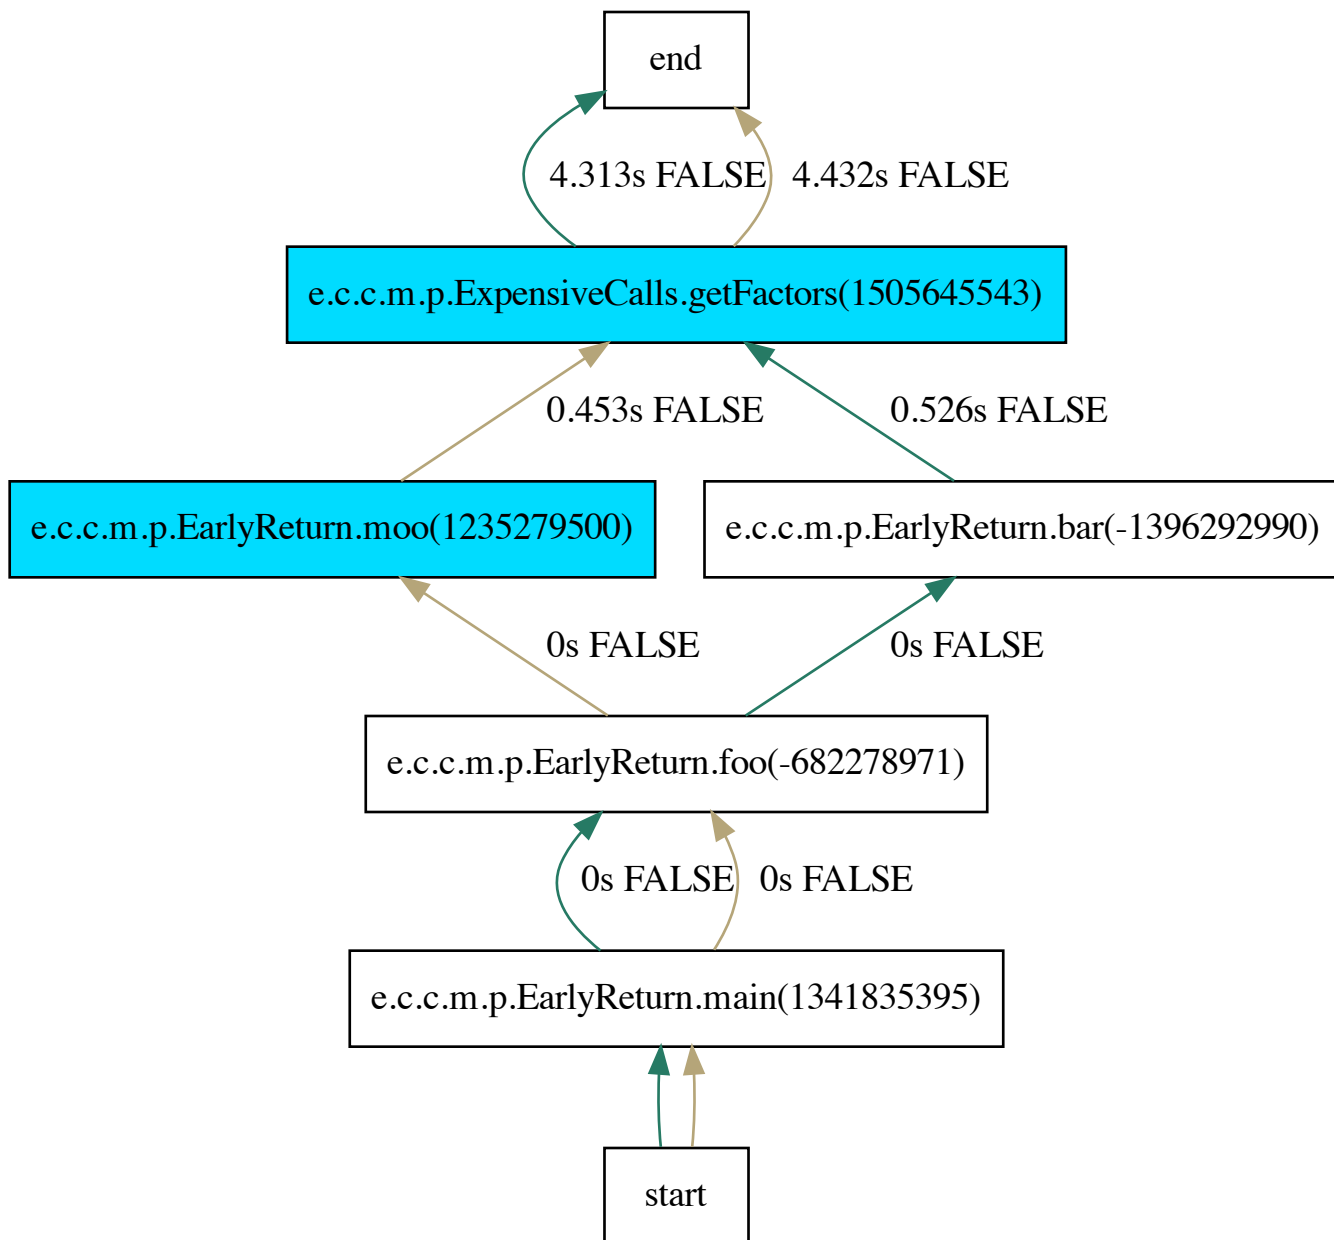 end
4.313s FALSE
4.432s FALSE
e.c.c.m.p.ExpensiveCalls.getFactors(1505645543)
0.453s FALSE
0.526s FALSE
e.c.c.m.p.EarlyReturn.moo(1235279500)
e.c.c.m.p.EarlyReturn.bar(-1396292990)
0s FALSE
0s FALSE
e.c.c.m.p.EarlyReturn.foo(-682278971)
0s FALSE
0s FALSE
e.c.c.m.p.EarlyReturn.main(1341835395)
start